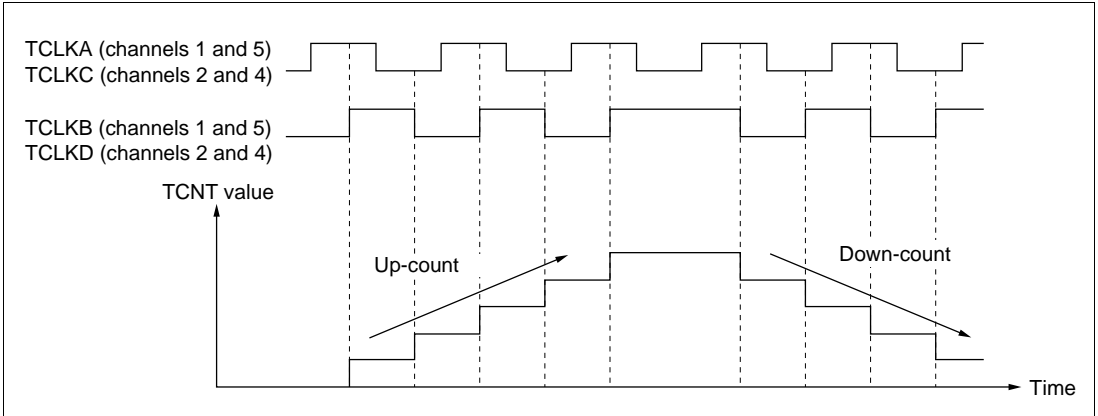 TCLKA (channels 1 and 5)
TCLKC (channels 2 and 4)
TCLKB (channels 1 and 5)
TCLKD (channels 2 and 4)
TCNT value
Up-count
Down-count
Time